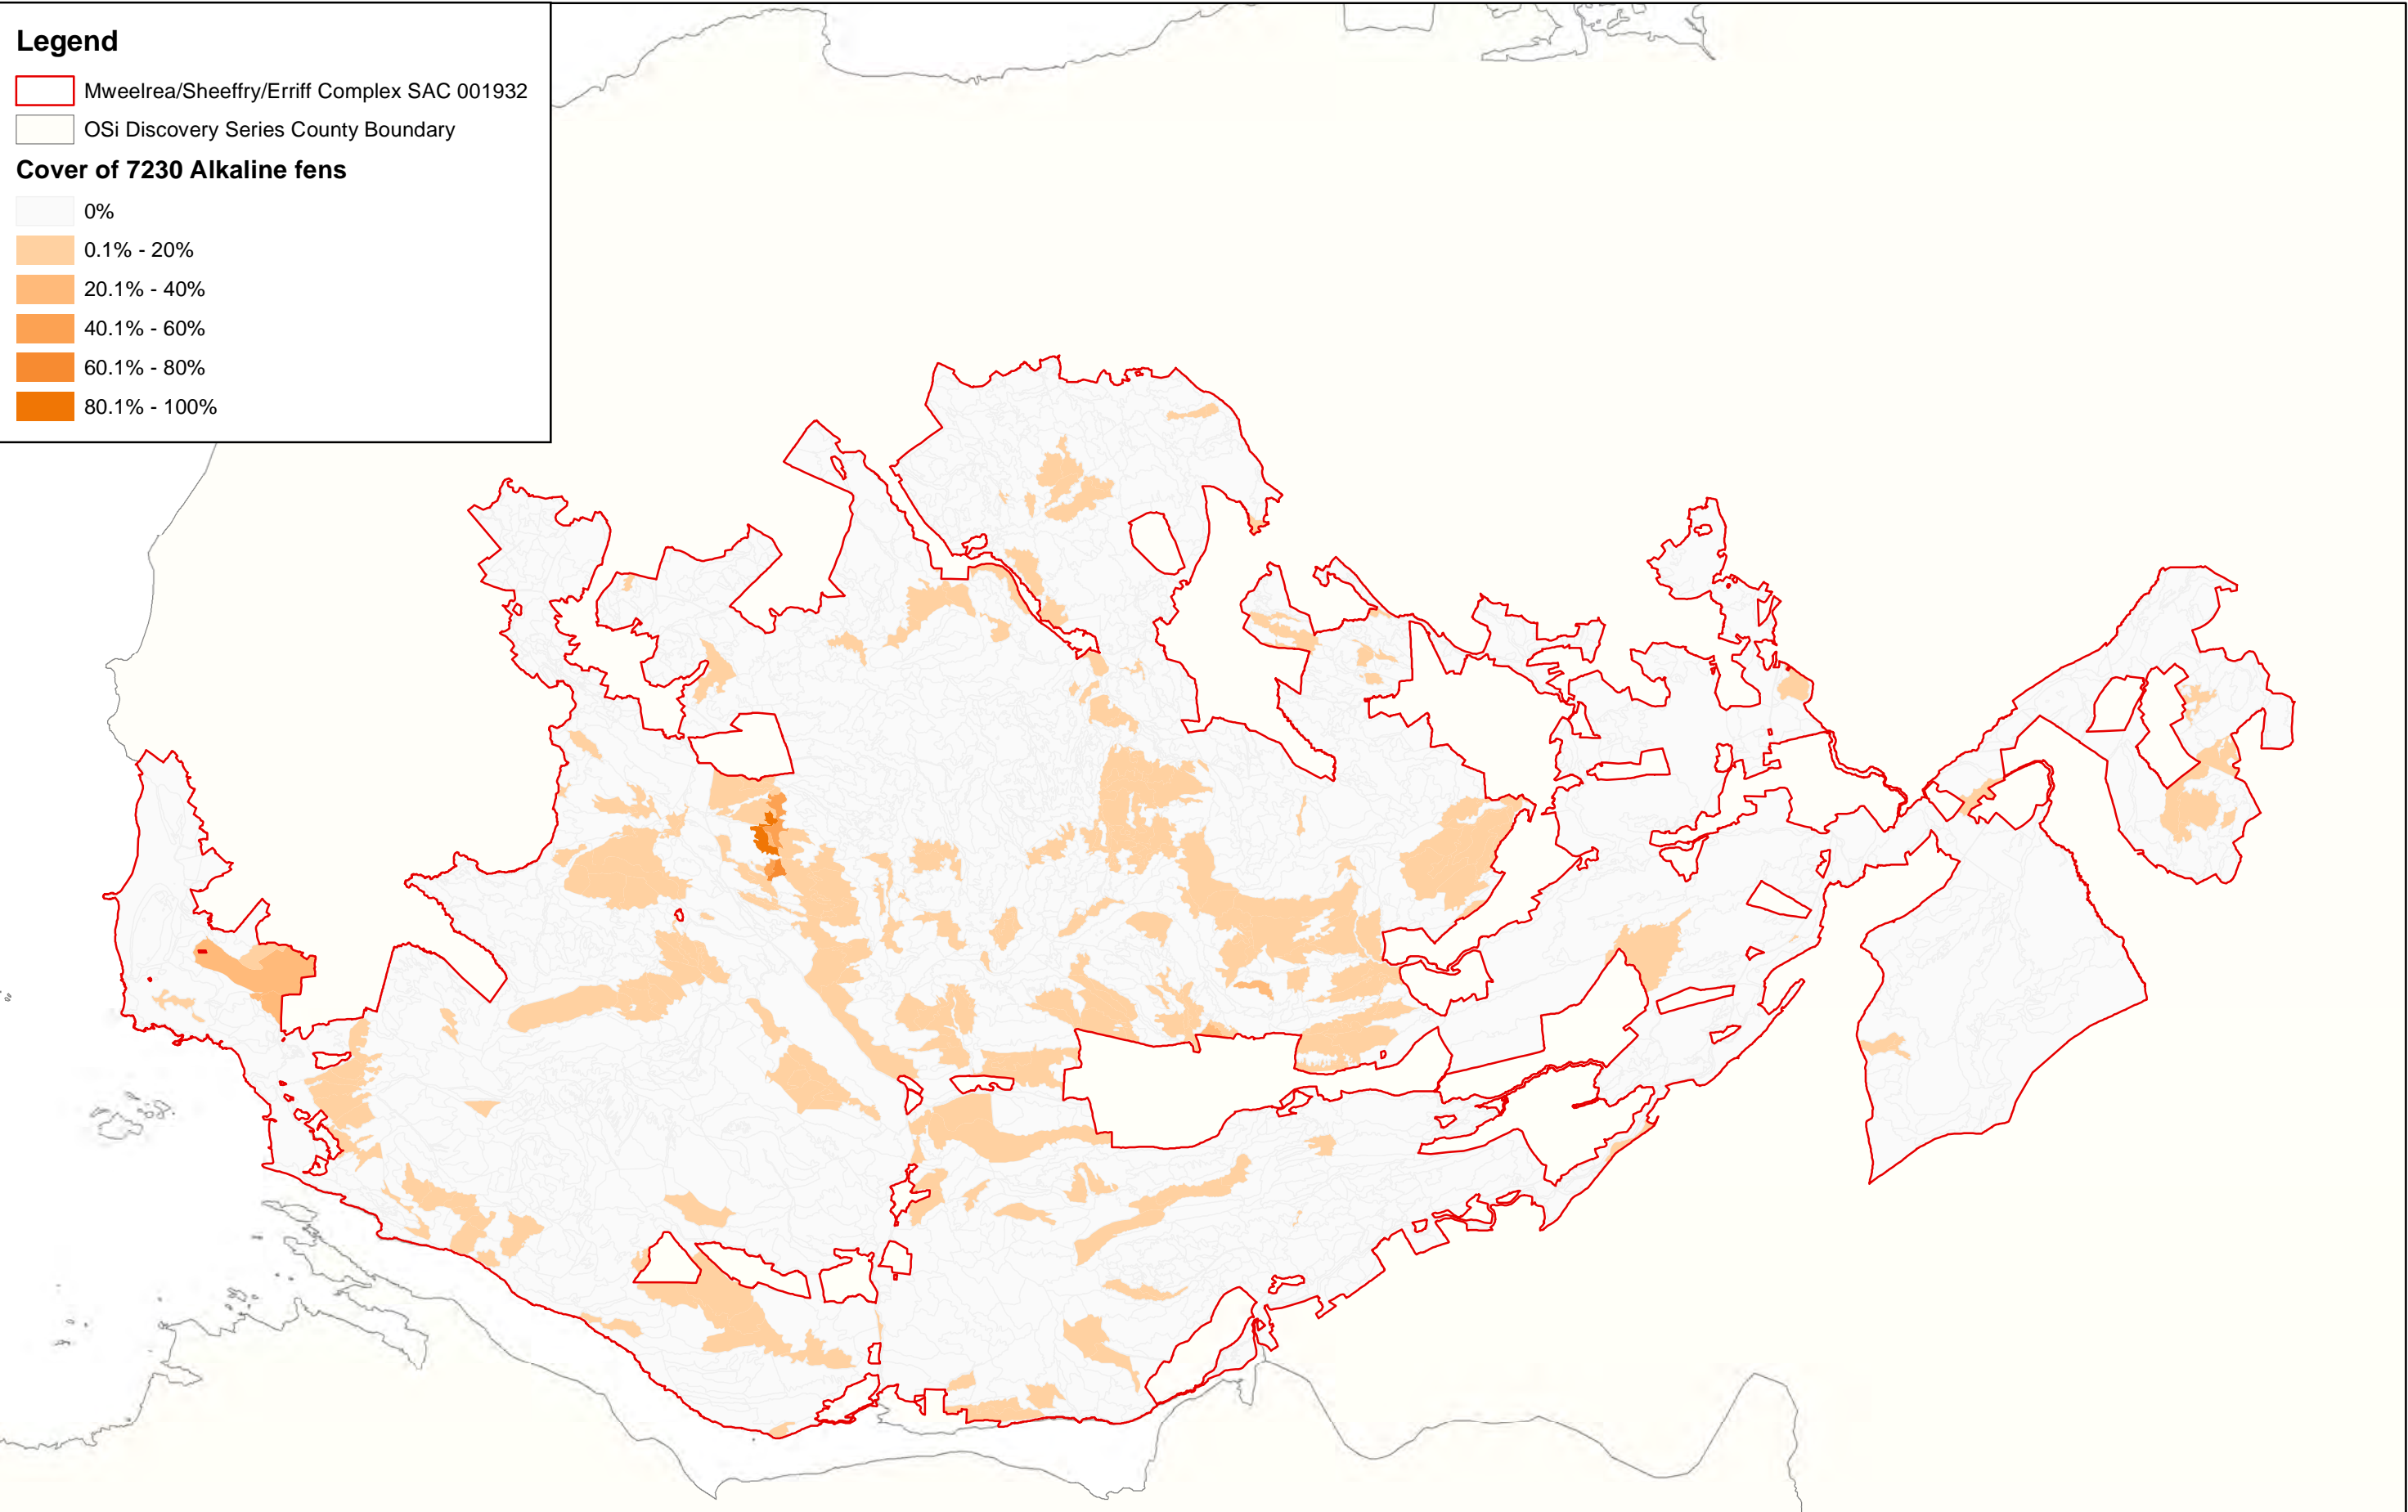 Legend
Mweelrea/Sheeffry/Erriff Complex SAC 001932
OSi Discovery Series County Boundary
Cover of 7230 Alkaline fens
0%
0.1% - 20%
20.1% - 40%
40.1% - 60%
60.1% - 80%
80.1% - 100%